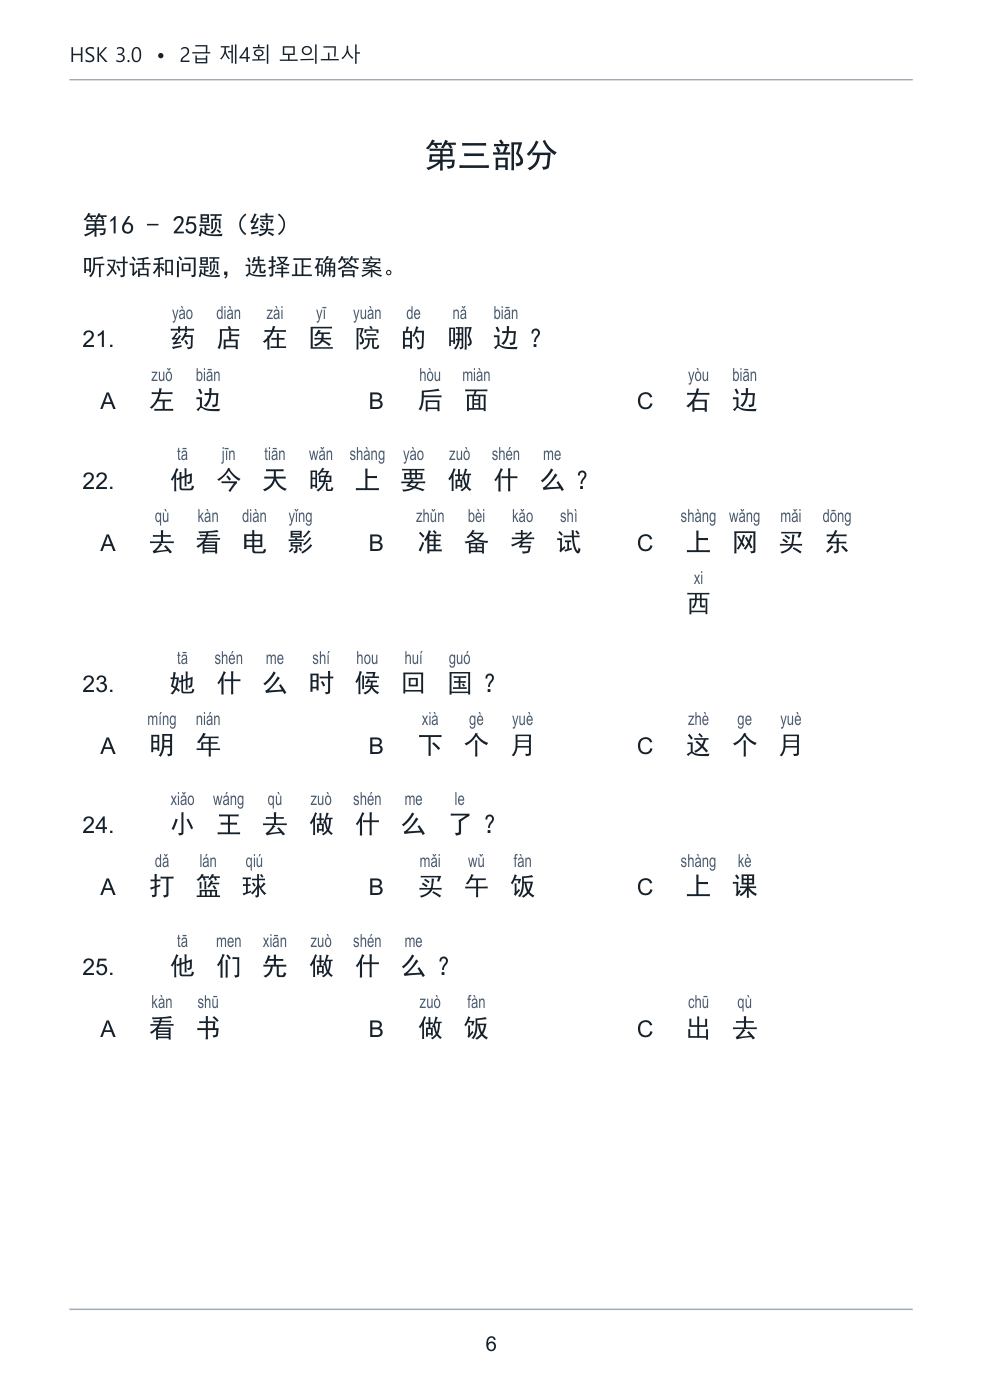 HSK 3.0 • 2급 제4회 모의고사
第三部分
第16 - 25题（续）
听对话和问题，选择正确答案。
yào diàn zài yī yuàn de nǎ biān
21. 药店在医院的哪边？
zuǒ biān hòu miàn yòu biān
A 左边 B 后面 C 右边
tā jīn tiān wǎn shàng yào zuò shén me
22. 他今天晚上要做什么？
qù kàn diàn yǐng zhǔn bèi kǎo shì shàng wǎng mǎi dōng
A 去看电影 B 准备考试 C 上网买东
xi
西
tā shén me shí hou huí guó
23. 她什么时候回国？
míng nián xià gè yuè zhè ge yuè
A 明年 B 下个月 C 这个月
xiǎo wáng qù zuò shén me le
24. 小王去做什么了？
dǎ lán qiú mǎi wǔ fàn shàng kè
A 打篮球 B 买午饭 C 上课
tā men xiān zuò shén me
25. 他们先做什么？
kàn shū zuò fàn chū qù
A 看书 B 做饭 C 出去
6